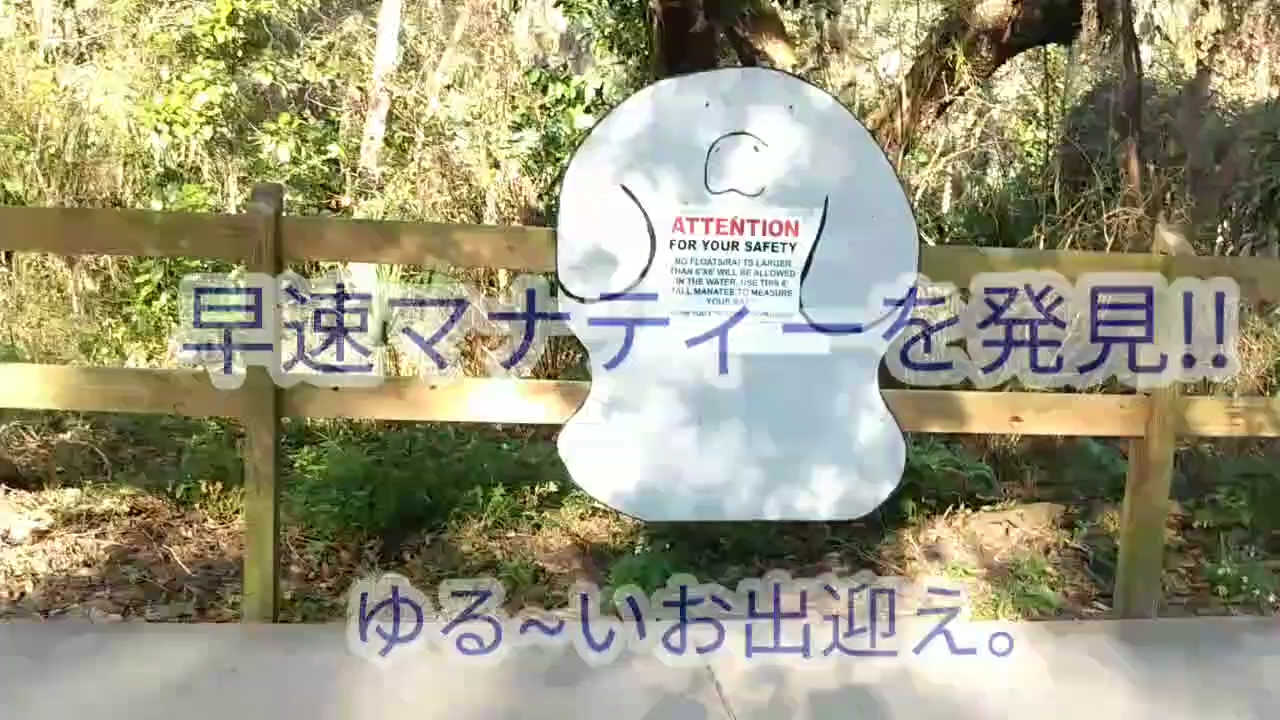 ATTENTION
FOR YOUR SAFETY
NO FLOATS/RAFTS LARGER
THAN 6'X6' WILL BE ALLOWED
IN THE WATER. USE THIS 6'
TALL MANATEE TO MEASURE
YOUR
早速マナティーを発見!!
ゆる~いお出迎え。